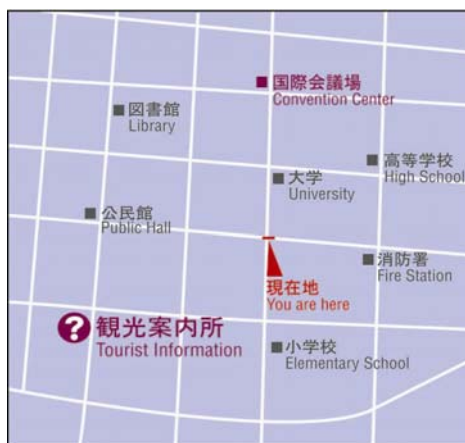 国際会議場
Convention Center
図書館
Library
高等学校
High School
大学
University
公民館
Public Hall
消防署
Fire Station
現在地
You are here
?
観光案内所
Tourist Information
小学校
Elementary School